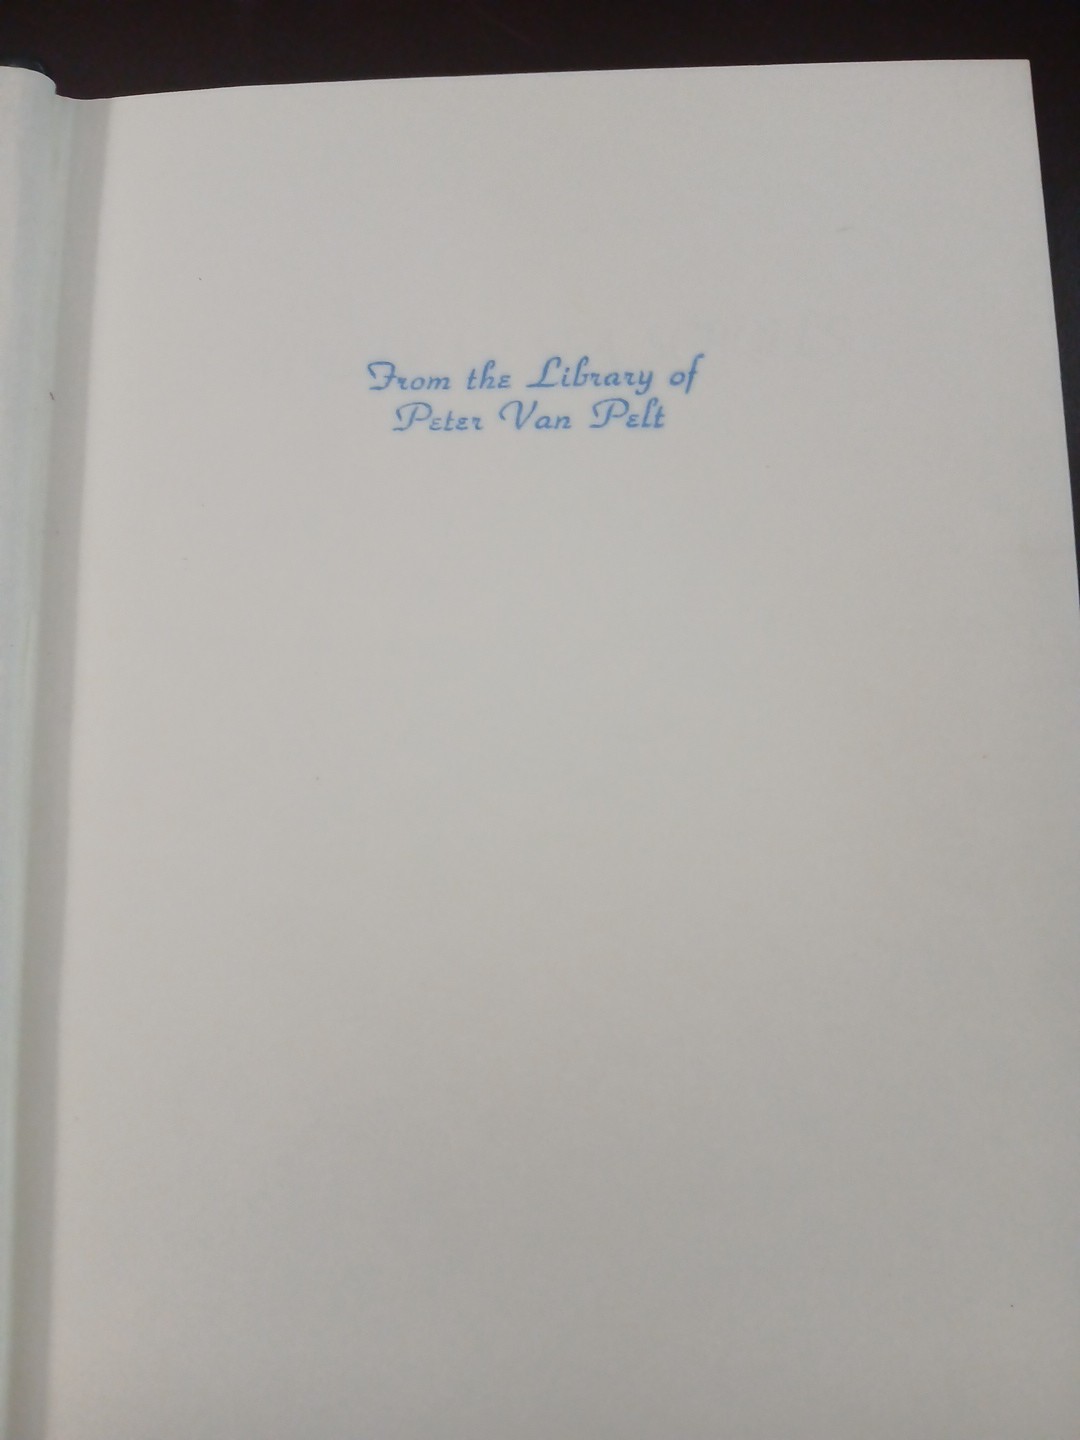 From the Library of
Peter Van Pelt